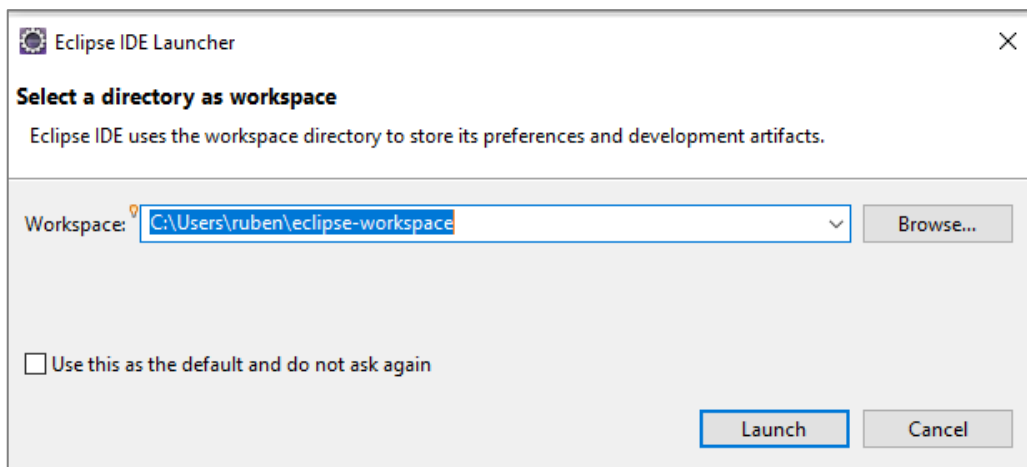 Eclipse IDE Launcher
Select a directory as workspace
Eclipse IDE uses the workspace directory to store its preferences and development artifacts.
Workspace: C:\Users\ruben\eclipse-workspace Browse...
Use this as the default and do not ask again
Launch Cancel